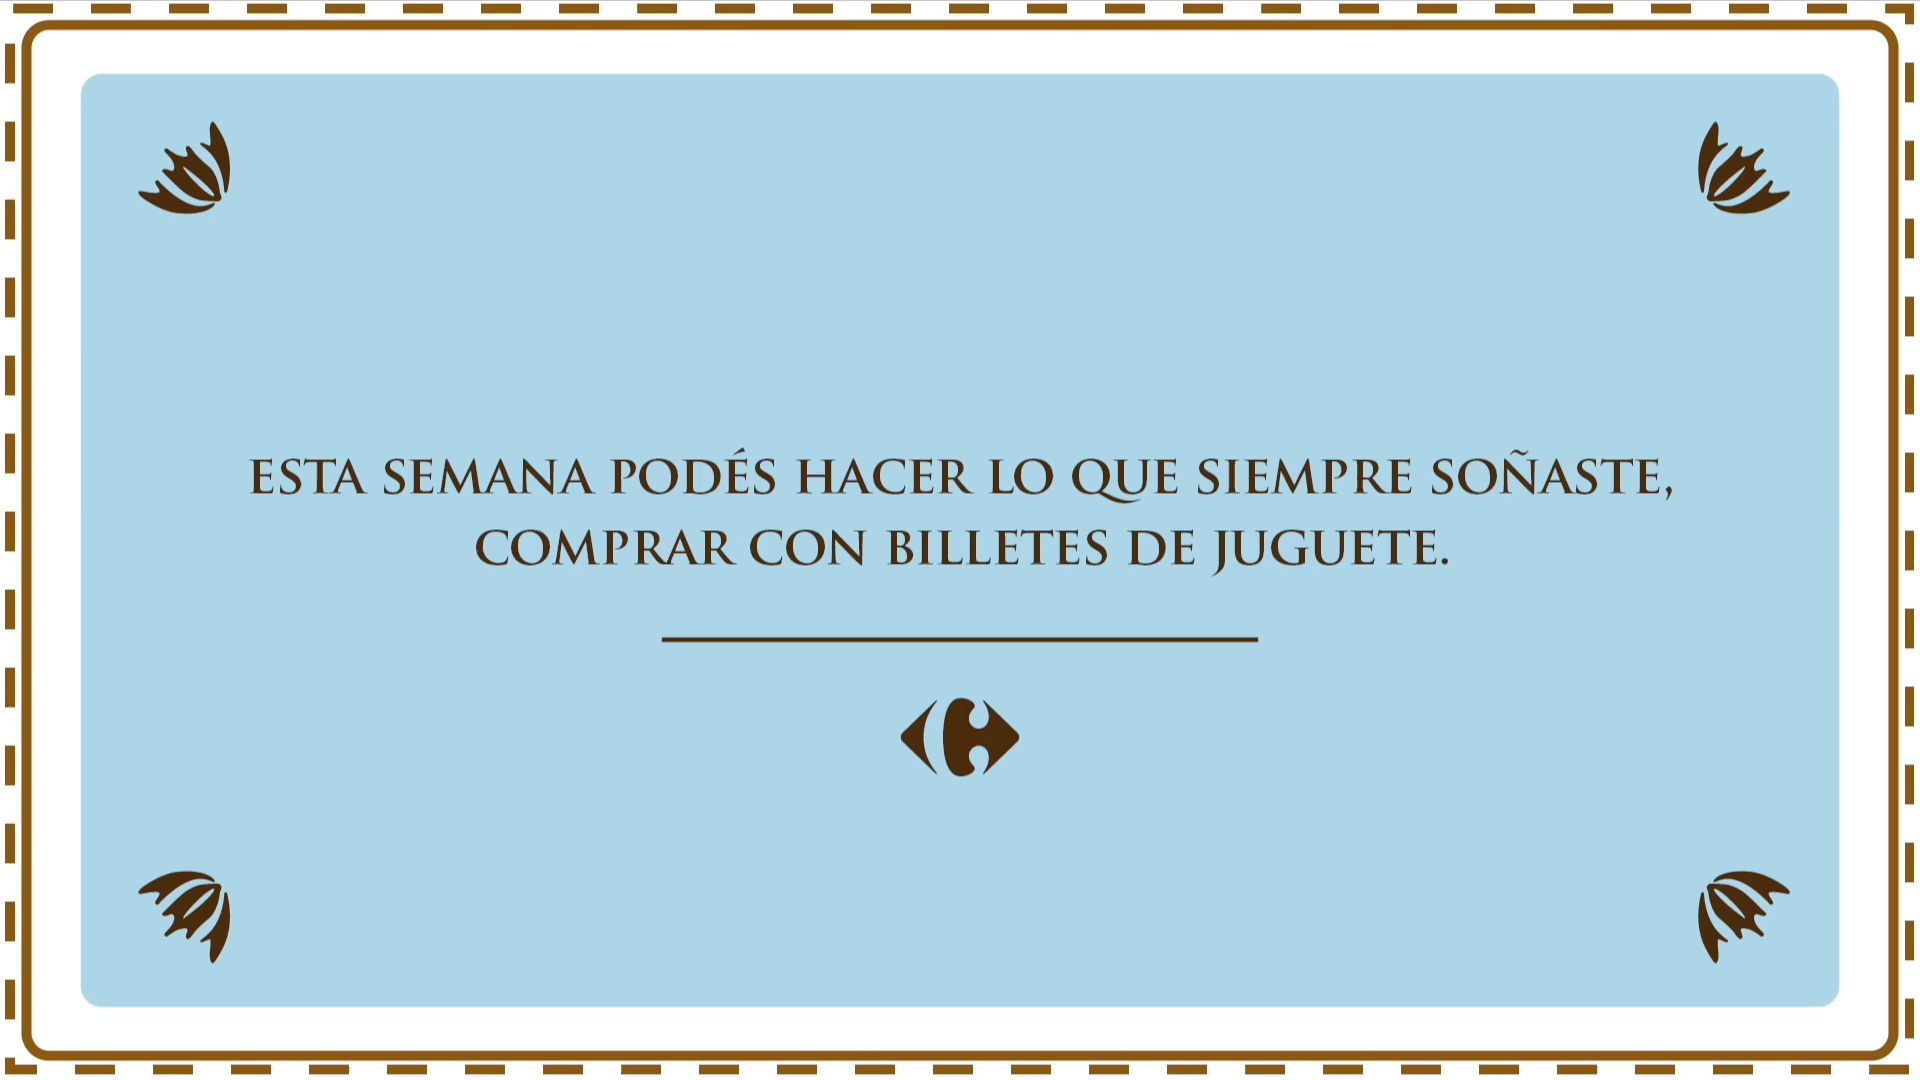 ESTA SEMANA PODÉS HACER LO QUE SIEMPRE SOÑASTE,
COMPRAR CON BILLETES DE JUGUETE.